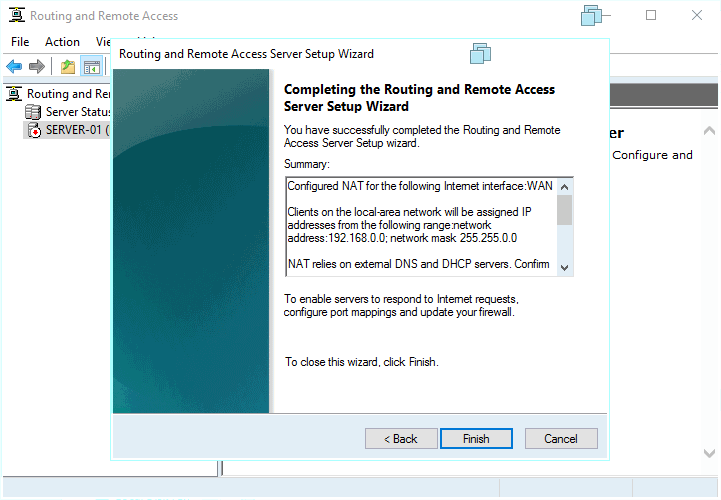 Routing and Remote Access
File Action
Routing and Remote Access Server Setup Wizard
Routing and
Server Status
SERVER-01 (
Completing the Routing and Remote Access
Server Setup Wizard
You have successfully completed the Routing and Remote
Access Server Setup wizard.
Summary:
Configured NAT for the following Internet interface:WAN
Clients on the local-area network will be assigned IP
addresses from the following range:network
address:192.168.0.0; network mask 255.255.0.0
NAT relies on external DNS and DHCP servers. Confirm
To enable servers to respond to Internet requests,
configure port mappings and update your firewall.
To close this wizard, click Finish.
< Back Finish Cancel
er
Configure and